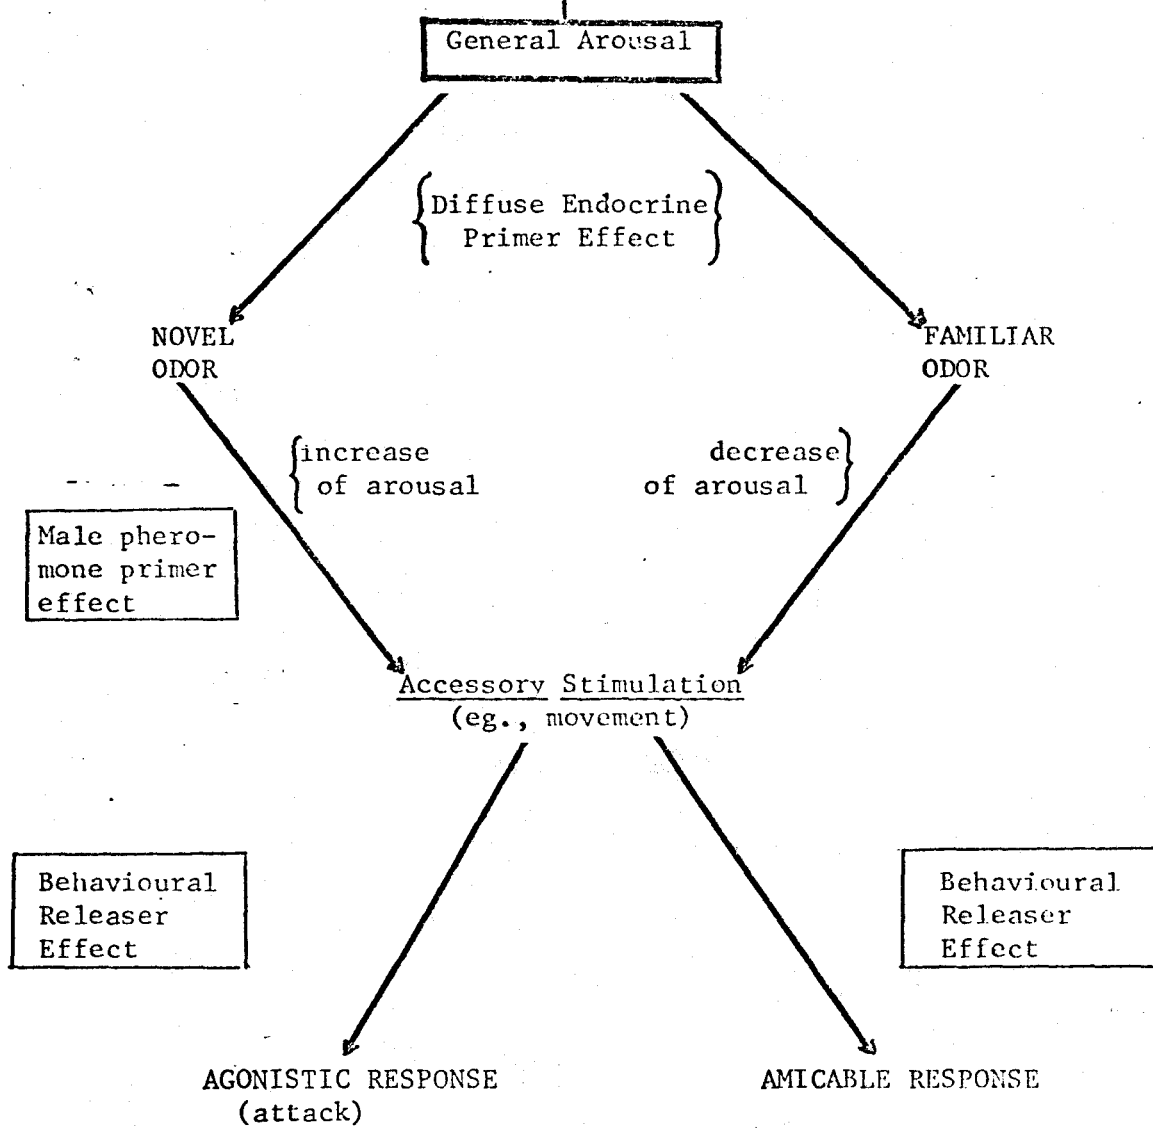 General Arousal
Diffuse Endocrine
Primer Effect
NOVEL
ODOR
FAMILIAR
ODOR
increase
of arousal
decrease
of arousal
Male phero-
mone primer
effect
Accessory Stimulation
(eg., movement)
Behavioural
Releaser
Effect
Behavioural
Releaser
Effect
AGONISTIC RESPONSE
(attack)
AMICABLE RESPONSE